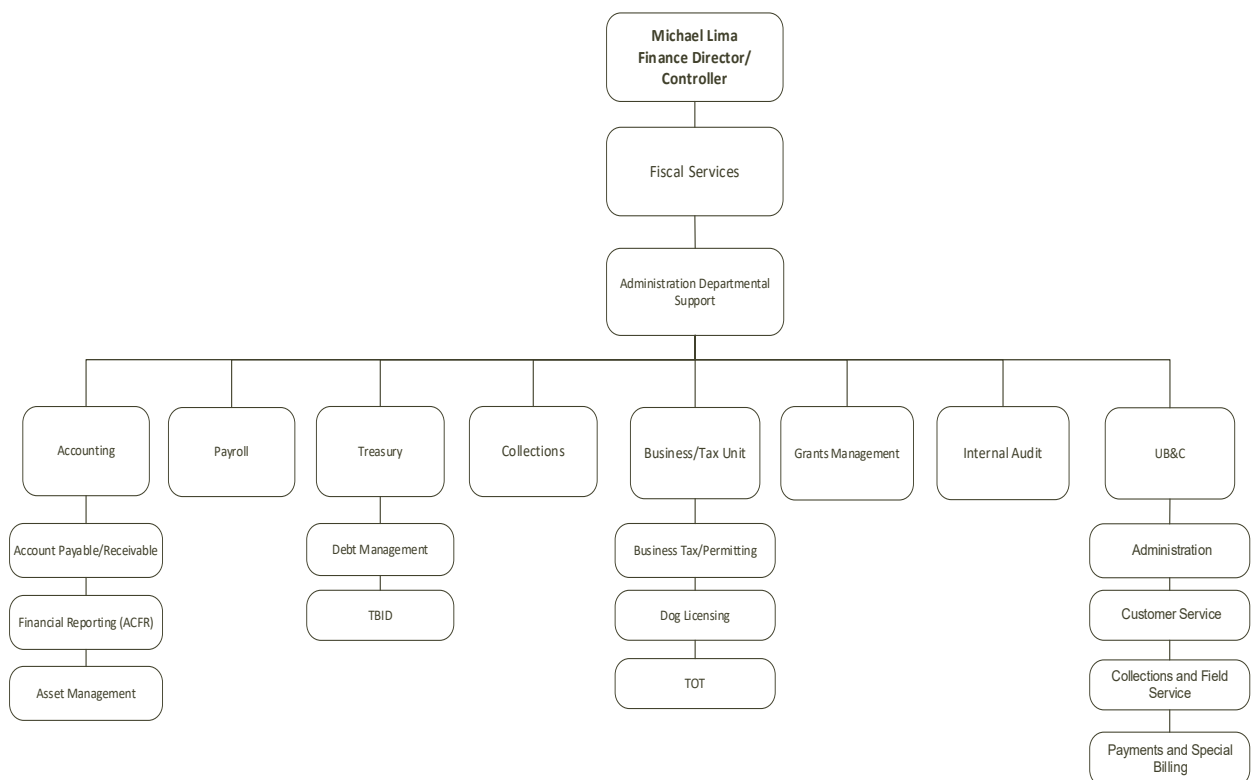 Michael Lima
Finance Director/
Controller
Fiscal Services
Administration Departmental
Support
Accounting
Payroll
Treasury
Collections
Business/Tax Unit
Grants Management
Internal Audit
UB&C
Account Payable/Receivable
Debt Management
Business Tax/Permitting
Administration
Financial Reporting (ACFR)
TBID
Dog Licensing
Customer Service
Asset Management
TOT
Collections and Field
Service
Payments and Special
Billing